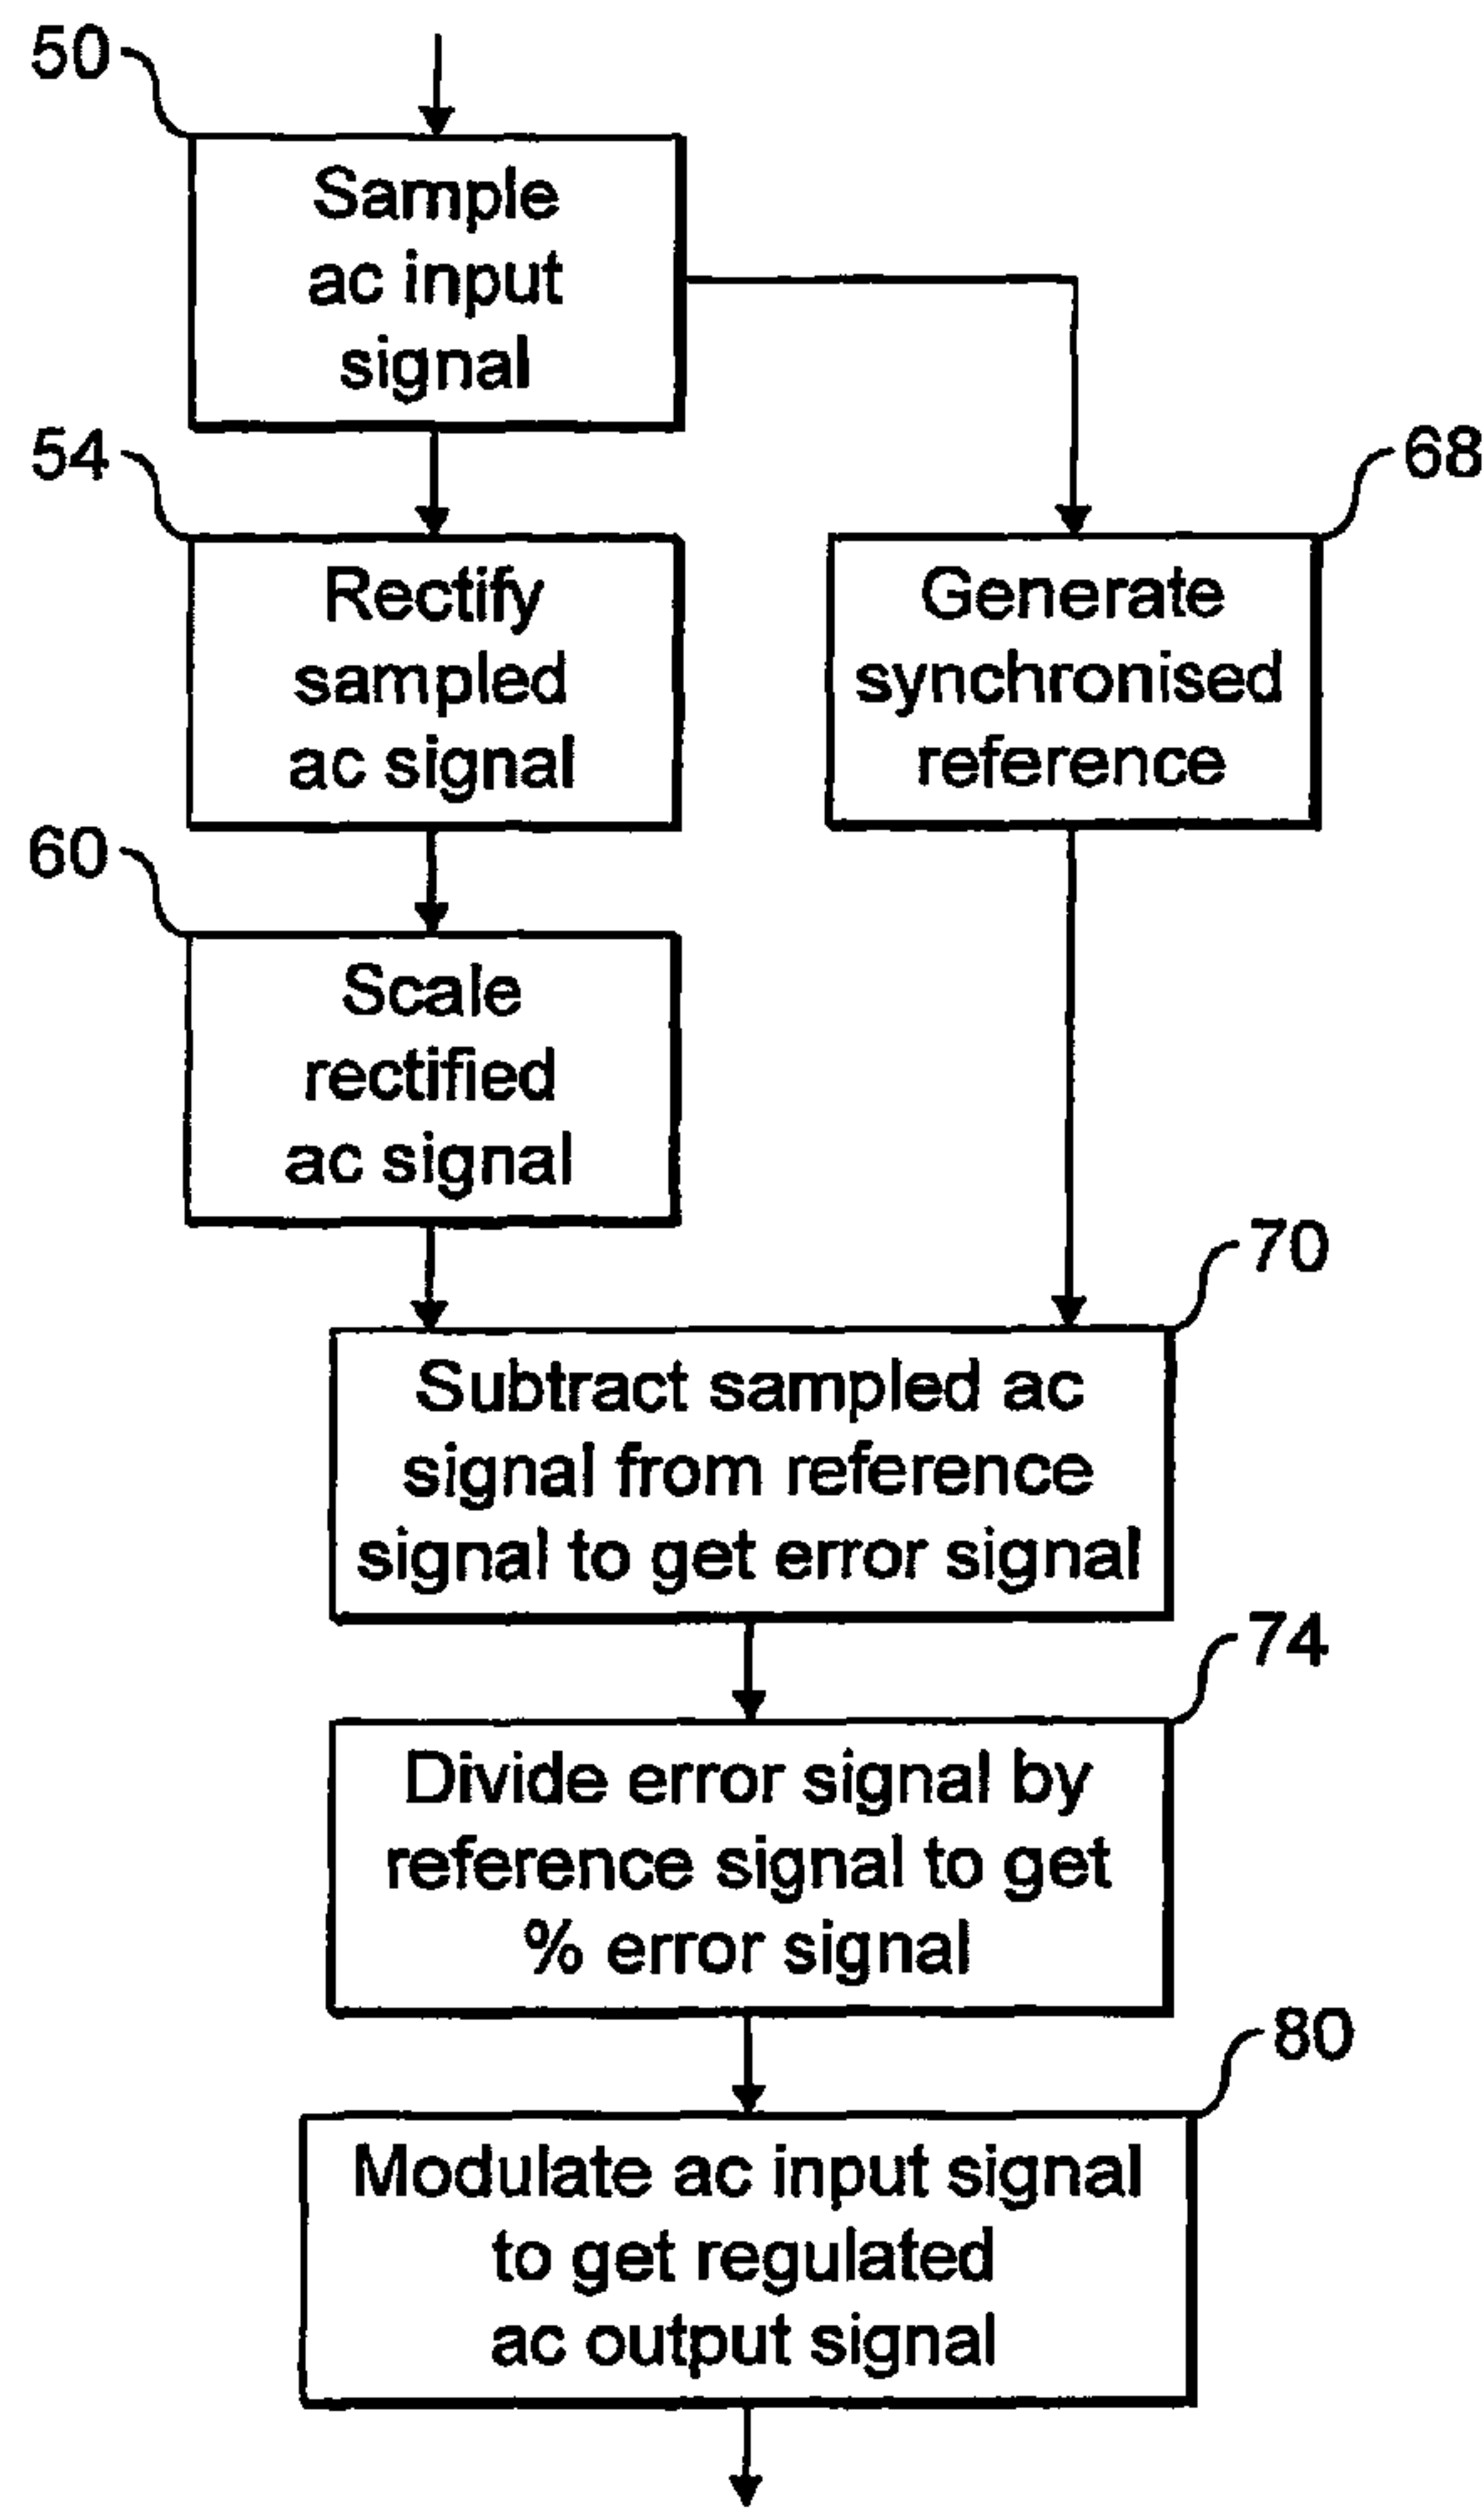 50
Sample
ac input
signal
54
Rectify
sampled
ac signal
68
Generate
synchronised
reference
60
Scale
rectified
ac signal
70
Subtract sampled ac
signal from reference
signal to get error signal
74
Divide error signal by
reference signal to get
% error signal
80
Modulate ac input signal
to get regulated
ac output signal